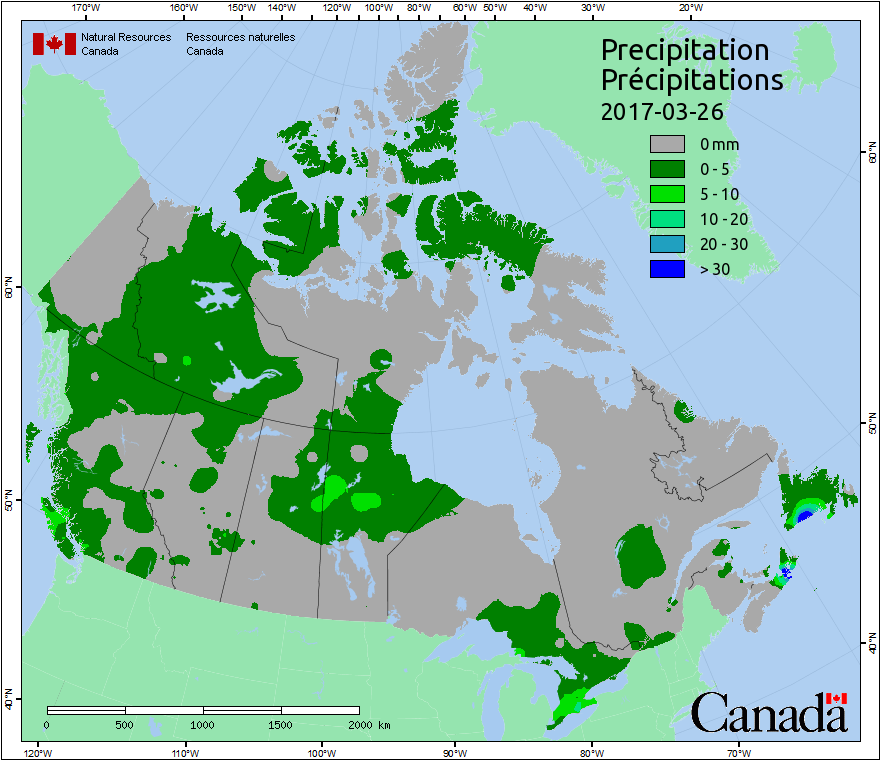 170°W 160°W 150°W 140°W 120°W 100°W 80°W 60°W 50°W 40°W 30°W 20°W
Natural Resources Canada
Ressources naturelles Canada
Precipitation
Précipitations
2017-03-26
0 mm
0 - 5
5 - 10
10 - 20
20 - 30
> 30
60°N
50°N
40°N
60°N
50°N
40°N
0 500 1000 1500 2000 km
Canada
120°W 110°W 100°W 90°W 80°W 70°W